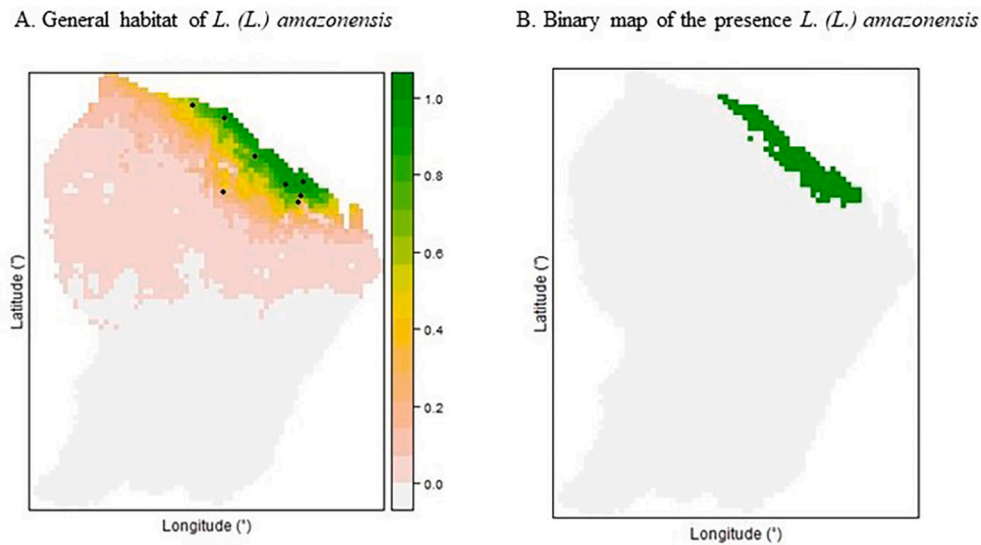 A. General habitat of L. (L.) amazonensis
B. Binary map of the presence L. (L.) amazonensis
1.0
0.8
0.6
0.4
0.2
0.0
Latitude (°)
Longitude (°)
Latitude (°)
Longitude (°)